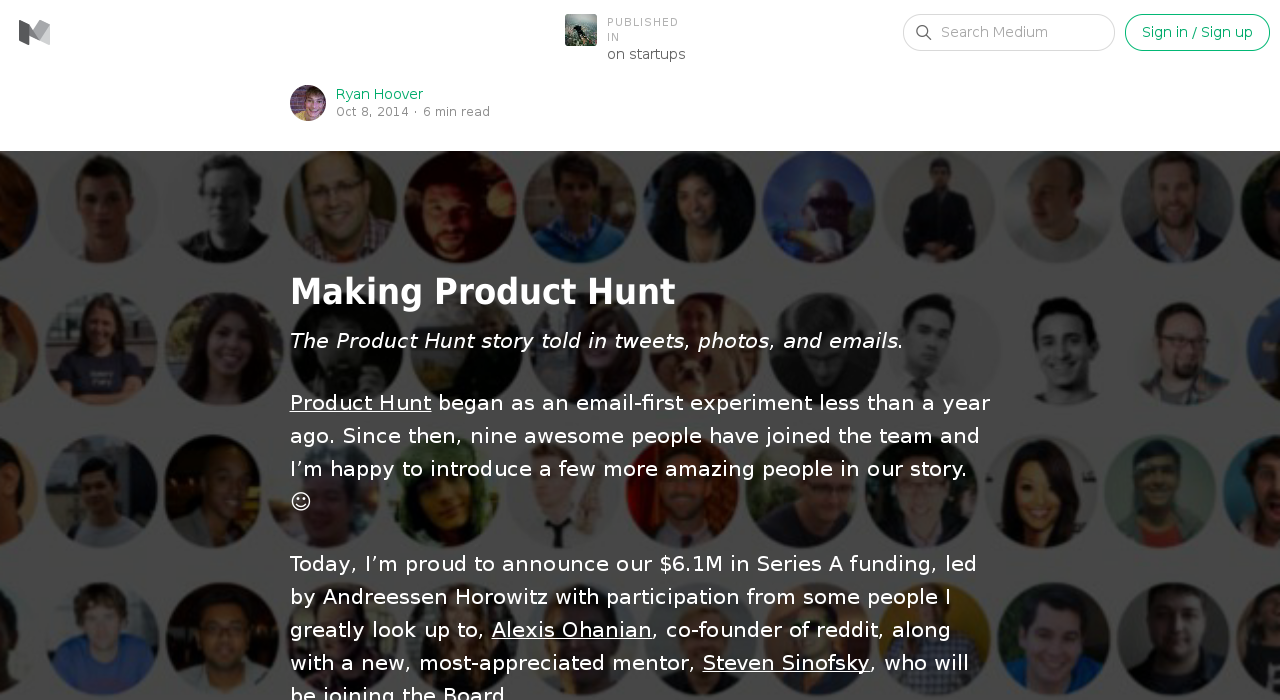 PUBLISHED
IN
on startups
Search Medium
Sign in / Sign up
Ryan Hoover
Oct 8, 2014 · 6 min read
Making Product Hunt
The Product Hunt story told in tweets, photos, and emails.
Product Hunt began as an email-first experiment less than a year
ago. Since then, nine awesome people have joined the team and
I’m happy to introduce a few more amazing people in our story.
☺
Today, I’m proud to announce our $6.1M in Series A funding, led
by Andreessen Horowitz with participation from some people I
greatly look up to, Alexis Ohanian, co-founder of reddit, along
with a new, most-appreciated mentor, Steven Sinofsky, who will
be joining the Board.